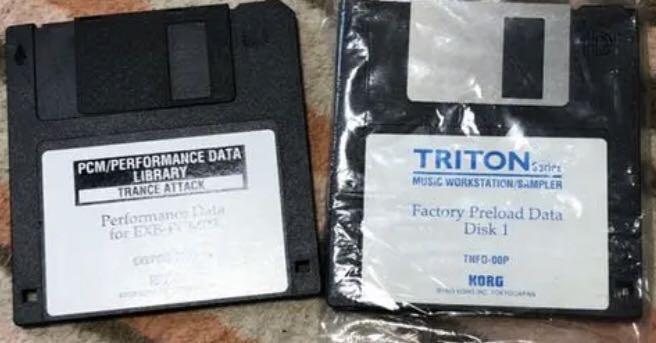 PCM/PERFORMANCE DATA
LIBRARY
TRANCE ATTACK
Performance Data
for
TRITON Series
MUSIC WORKSTATION/SAMPLER
Factory Preload Data
Disk 1
TNFD-00P
KORG